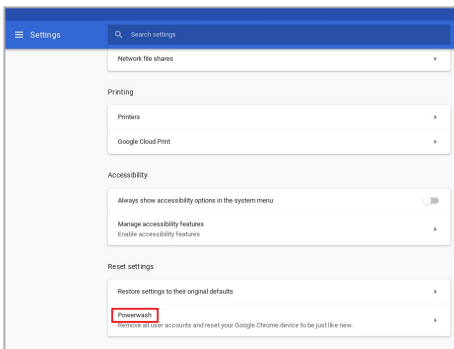 Settings
Search settings
Network file shares
Printing
Printers
Google Cloud Print
Accessibility
Always show accessibility options in the system menu
Manage accessibility features
Enable accessibility features
Reset settings
Restore settings to their original defaults
Powerwash
Remove all user accounts and reset your Google Chrome device to be just like new.